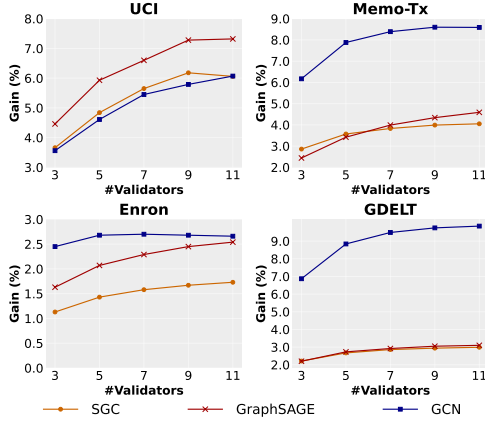 UCI
8.0
7.0
6.0
5.0
4.0
3.0
Gain (%)
3 5 7 9 11
#Validators
Memo-Tx
9.0
8.0
7.0
6.0
5.0
4.0
3.0
2.0
Gain (%)
3 5 7 9 11
#Validators
Enron
3.0
2.5
2.0
1.5
1.0
0.5
0.0
Gain (%)
3 5 7 9 11
#Validators
GDELT
9.0
8.0
7.0
6.0
5.0
4.0
3.0
2.0
Gain (%)
3 5 7 9 11
#Validators
SGC GraphSAGE GCN